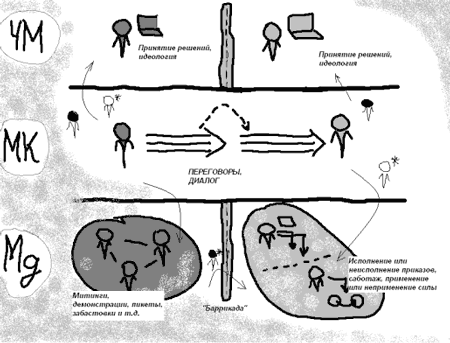 ЧМ
Принятие решений,
идеология
Принятие решений,
идеология
МК
*
*
ПЕРЕГОВОРЫ,
ДИАЛОГ
Мд
Митинги,
демонстрации, пикеты,
забастовки и т.д.
"Баррикада"
Исполнение или
неисполнение приказов,
саботаж, применение
или неприменение силы